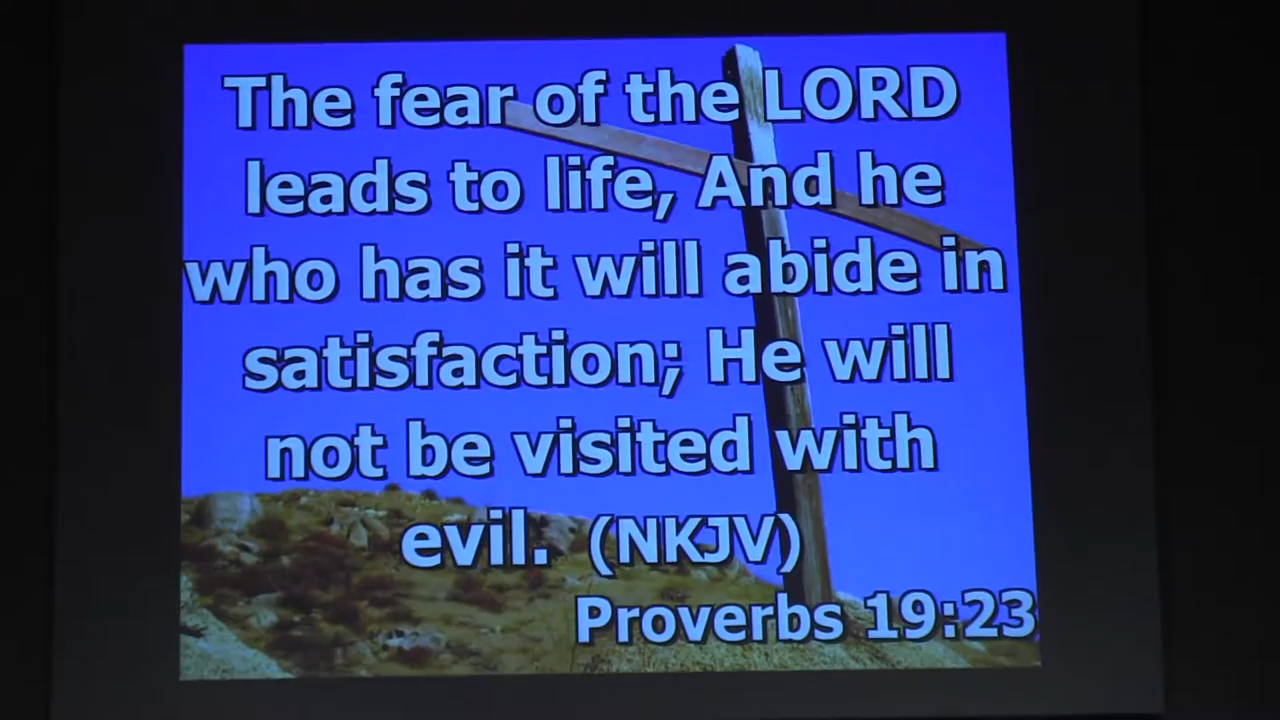 The fear of the LORD
leads to life, And he
who has it will abide in
satisfaction; He will
not be visited with
evil. (NKJV)
Proverbs 19:23